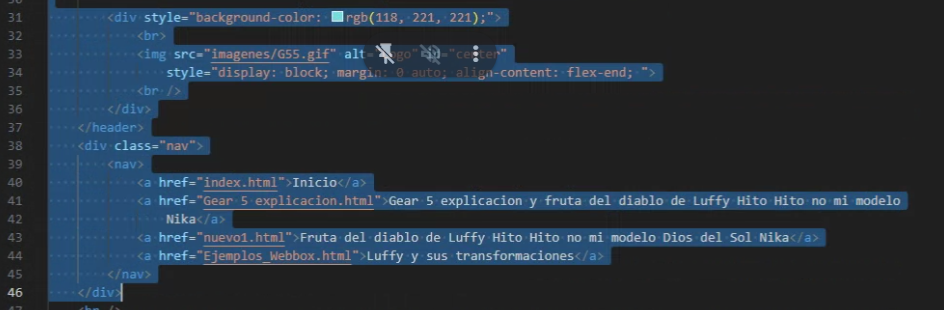 31 <div style="background-color: rgb(118, 221, 221);">
32 <br>
33 <img src="imagenes/G55.gif" alt= "center"
34 style="display: block; margin: 0 auto; align-content: flex-end; ">
35 <br />
36 </div>
37 </header>
38 <div class="nav">
39 <nav>
40 <a href="index.html">Inicio</a>
41 <a href="Gear 5 explicacion.html">Gear 5 explicacion y fruta del diablo de Luffy Hito Hito no mi modelo
42 Nika</a>
43 <a href="nuevo1.html">Fruta del diablo de Luffy Hito Hito no mi modelo Dios del Sol Nika</a>
44 <a href="Ejemplos_Webbox.html">Luffy y sus transformaciones</a>
45 </nav>
46 </div>
47 <br />